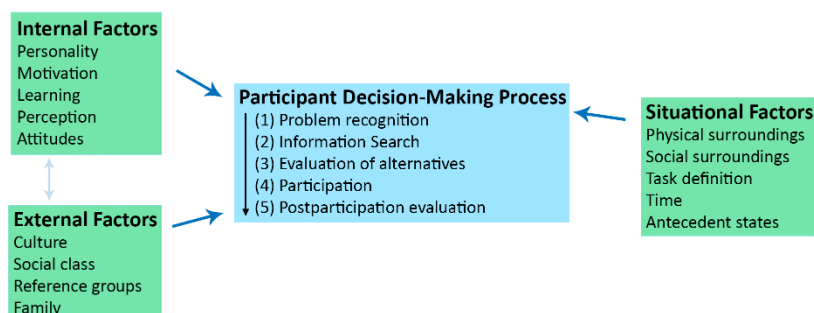 Internal Factors
Personality
Motivation
Learning
Perception
Attitudes
External Factors
Culture
Social class
Reference groups
Family
Participant Decision-Making Process
(1) Problem recognition
(2) Information Search
(3) Evaluation of alternatives
(4) Participation
(5) Postparticipation evaluation
Situational Factors
Physical surroundings
Social surroundings
Task definition
Time
Antecedent states